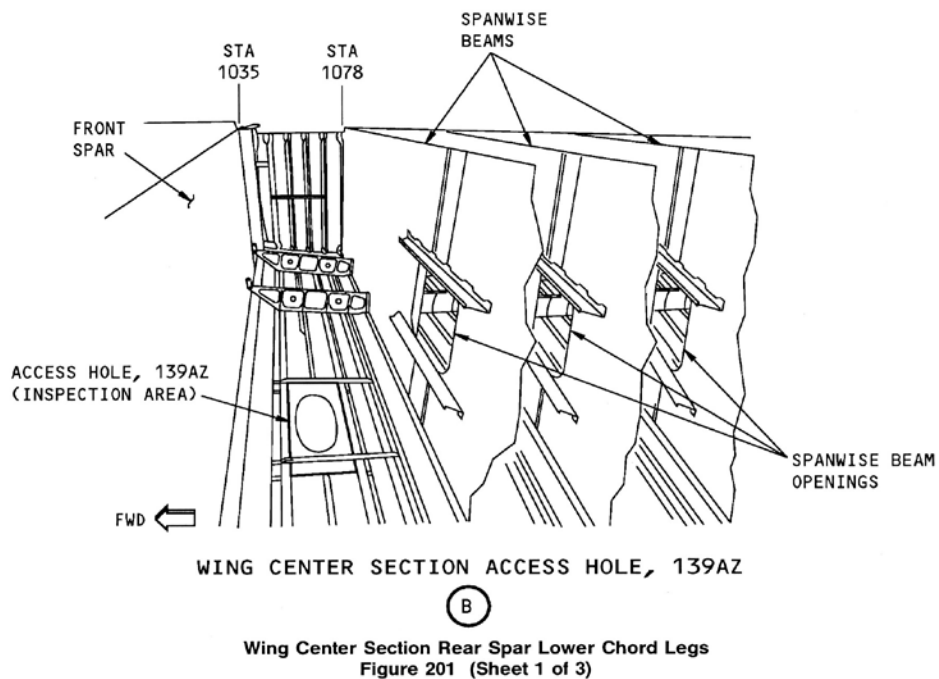 SPANWISE
BEAMS
STA
1035
STA
1078
FRONT
SPAR
ACCESS HOLE, 139AZ
(INSPECTION AREA)
SPANWISE BEAM
OPENINGS
FWD
WING CENTER SECTION ACCESS HOLE, 139AZ
B
Wing Center Section Rear Spar Lower Chord Legs
Figure 201 (Sheet 1 of 3)